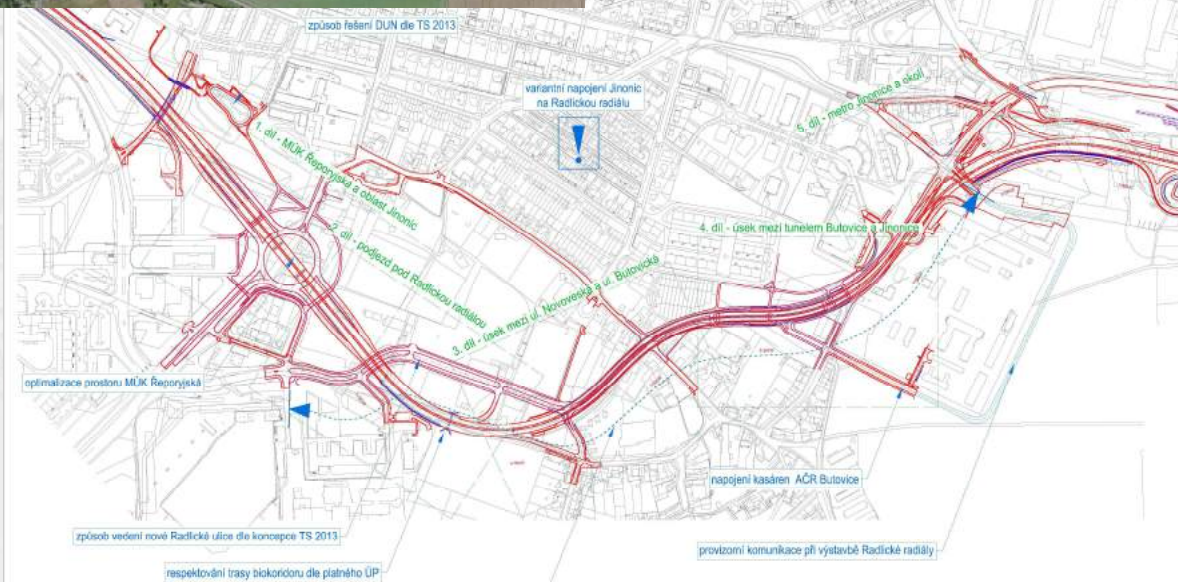 způsob řešení DUN dle TS 2013
variantní napojení Jinonic
na Radlickou radiálu
!
5. díl - metro Jinonice a okolí
1. díl - MÚK Řeporyjská a oblast Jinonic
2. díl - podjezd pod Radlickou radiálou
3. díl - úsek mezi ul. Novoveská a ul. Butovická
4. díl - úsek mezi tunelem Butovice a Jinonice
optimalizace prostoru MÚK Řeporyjská
napojení kasáren AČR Butovice
způsob vedení nové Radlické ulice dle koncepce TS 2013
provizorní komunikace při výstavbě Radlické radiály
respektování trasy biokoridoru dle platného ÚP